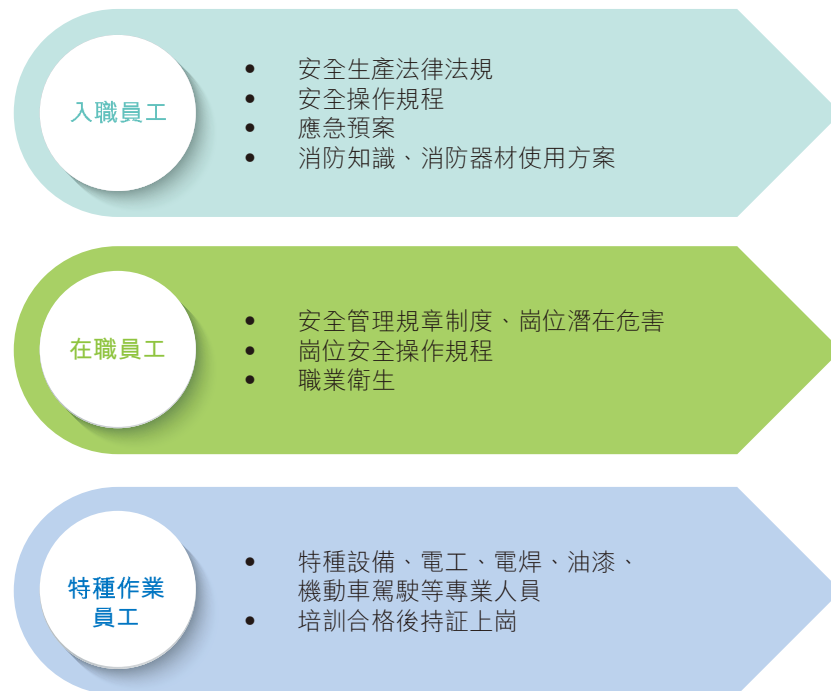 入職員工
• 安全生產法律法規
• 安全操作規程
• 應急預案
• 消防知識、消防器材使用方案
在職員工
• 安全管理規章制度、崗位潛在危害
• 崗位安全操作規程
• 職業衛生
特種作業
員工
• 特種設備、電工、電焊、油漆、
機動車駕駛等專業人員
• 培訓合格後持証上崗